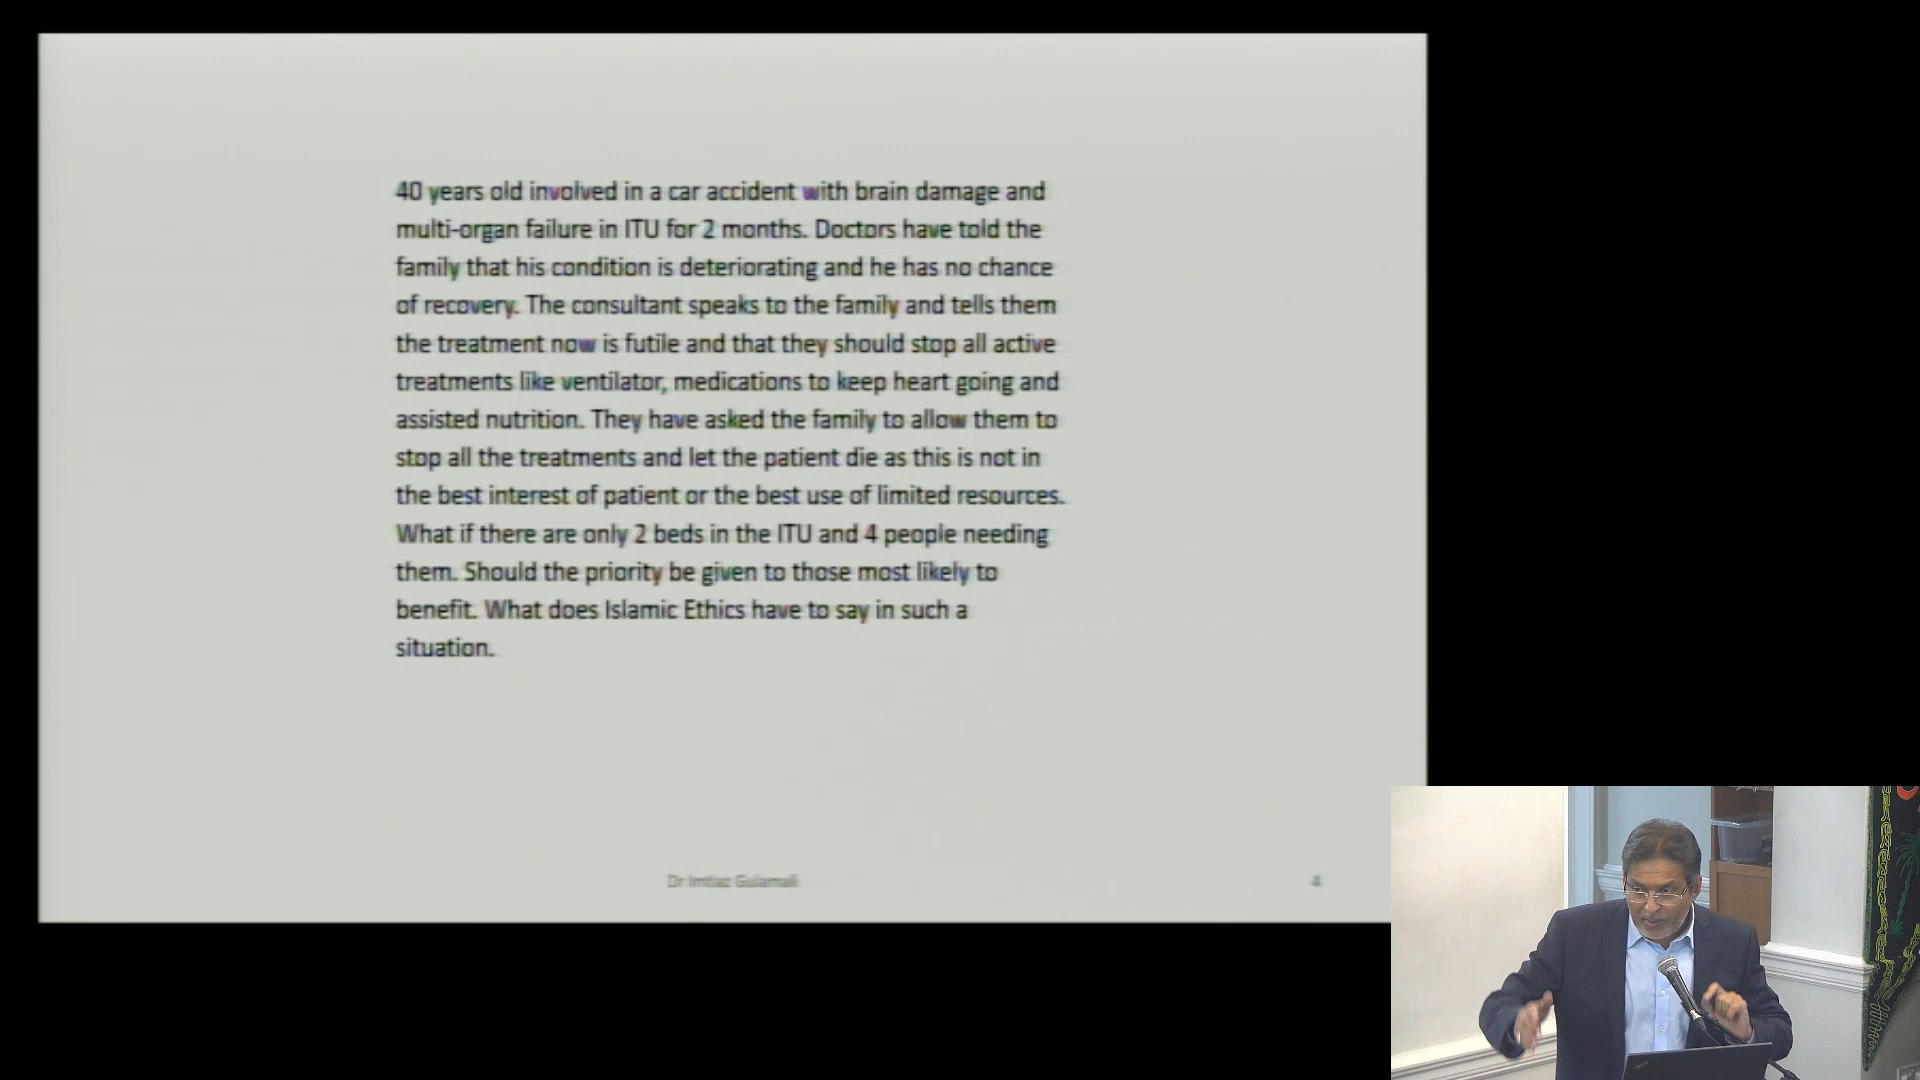 40 years old involved in a car accident with brain damage and
multi-organ failure in ITU for 2 months. Doctors have told the
family that his condition is deteriorating and he has no chance
of recovery. The consultant speaks to the family and tells them
the treatment now is futile and that they should stop all active
treatments like ventilator, medications to keep heart going and
assisted nutrition. They have asked the family to allow them to
stop all the treatments and let the patient die as this is not in
the best interest of patient or the best use of limited resources.
What if there are only 2 beds in the ITU and 4 people needing
them. Should the priority be given to those most likely to
benefit. What does Islamic Ethics have to say in such a
situation.
Dr Imtiaz Gulamali
4